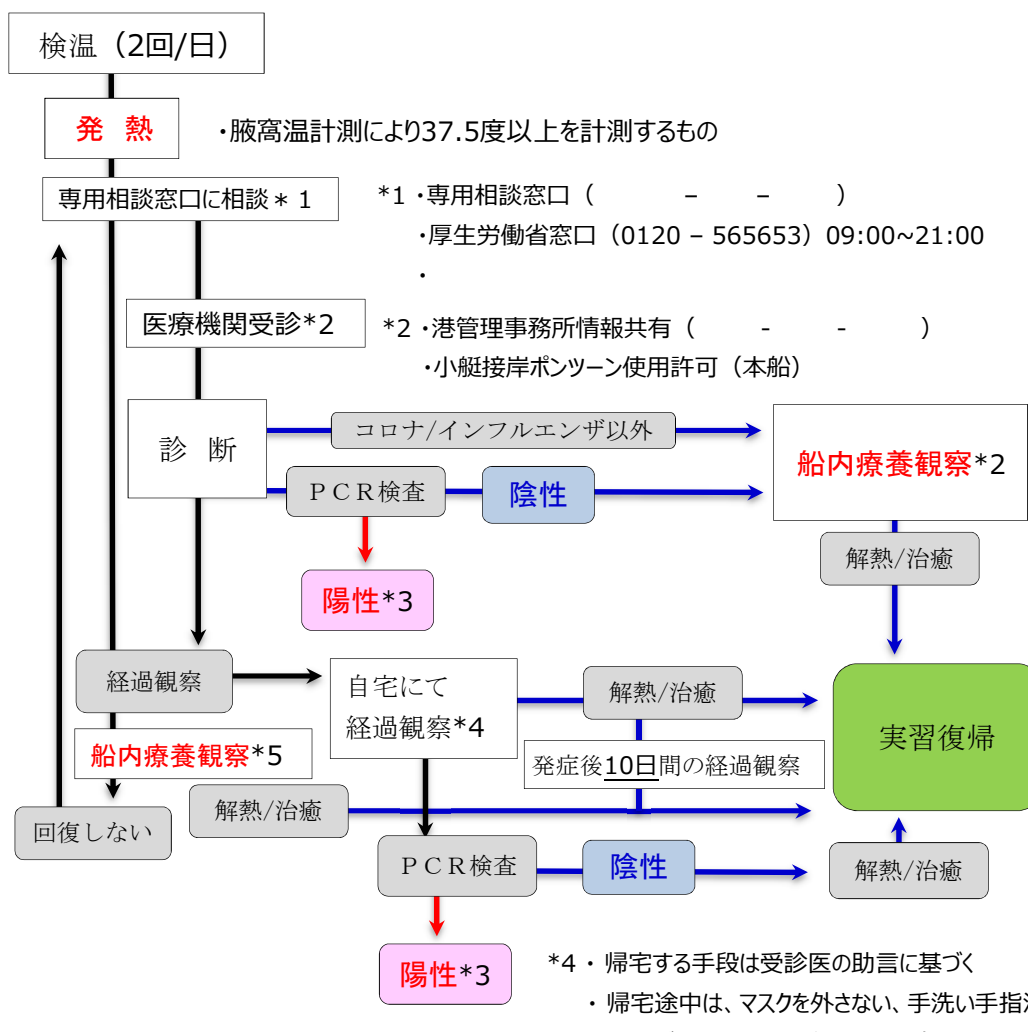 検温（2回/日）
発 熱
・腋窩温計測により37.5度以上を計測するもの
専用相談窓口に相談＊1
*1 ・専用相談窓口（ － － ）
・厚生労働省窓口（0120 – 565653）09:00~21:00
・
医療機関受診*2
*2 ・港管理事務所情報共有（ - - ）
・小艇接岸ポンツーン使用許可（本船）
診 断
コロナ/インフルエンザ以外
船内療養観察*2
ＰＣＲ検査
陰性
解熱/治癒
陽性*3
経過観察
自宅にて
経過観察*4
解熱/治癒
実習復帰
船内療養観察*5
発症後10日間の経過観察
解熱/治癒
回復しない
ＰＣＲ検査
陰性
解熱/治癒
陽性*3
*4 ・ 帰宅する手段は受診医の助言に基づく
・ 帰宅途中は、マスクを外さない、手洗い手指